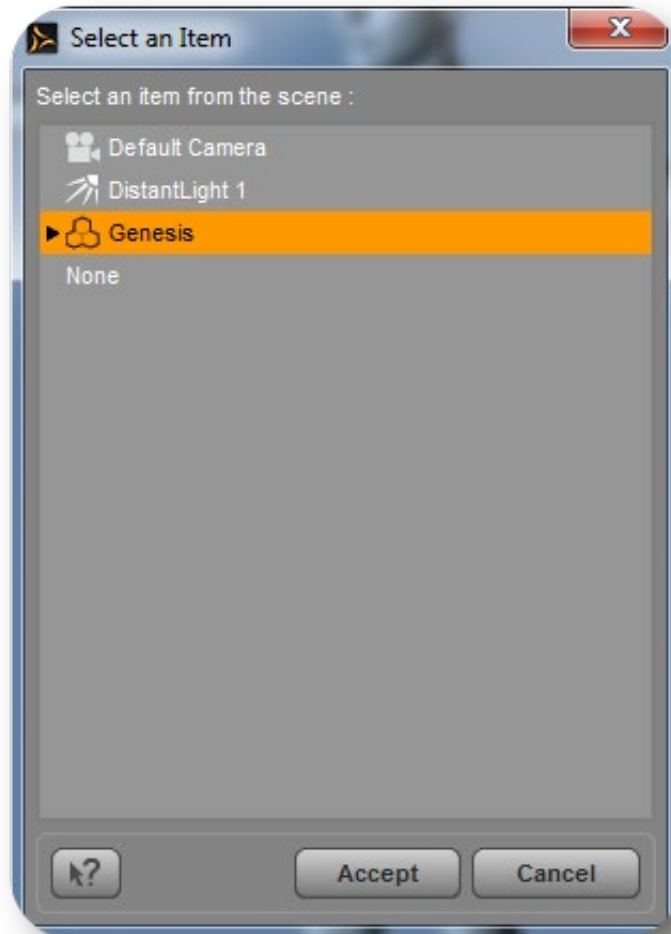 Select an Item
Select an item from the scene :
Default Camera
DistantLight 1
Genesis
None
Accept Cancel